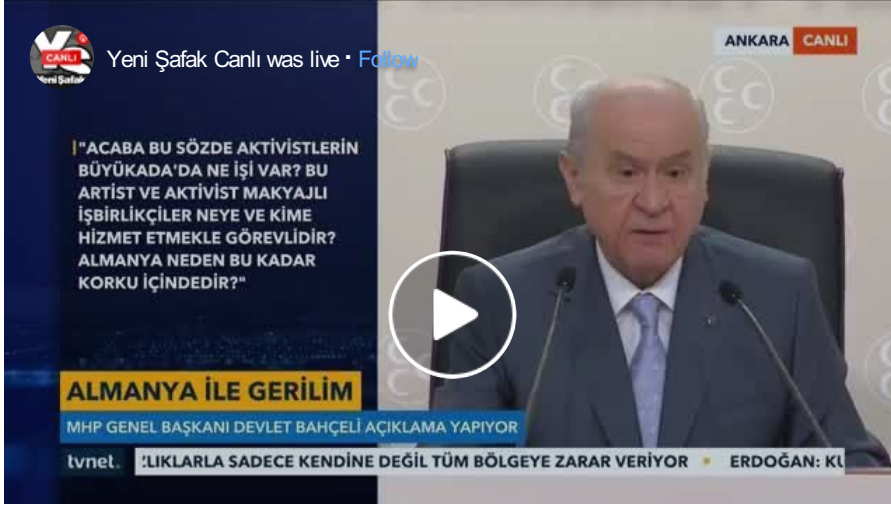 ANKARA CANLI
CANLI
Yeni Şafak
Yeni Şafak Canlı was live · Follow
"ACABA BU SÖZDE AKTİVİSTLERİN
BÜYÜKADA'DA NE İŞİ VAR? BU
ARTİST VE AKTİVİST MAKYAJLI
İŞBİRLİKÇİLER NEYE VE KİME
HİZMET ETMEKLE GÖREVLİDİR?
ALMANYA NEDEN BU KADAR
KORKU İÇİNDEDİR?"
ALMANYA İLE GERİLİM
MHP GENEL BAŞKANI DEVLET BAHÇELİ AÇIKLAMA YAPIYOR
tvnet. SADECE KENDİNE DEĞİL TÜM BÖLGEYE ZARAR VERİYOR • ERDOĞAN: